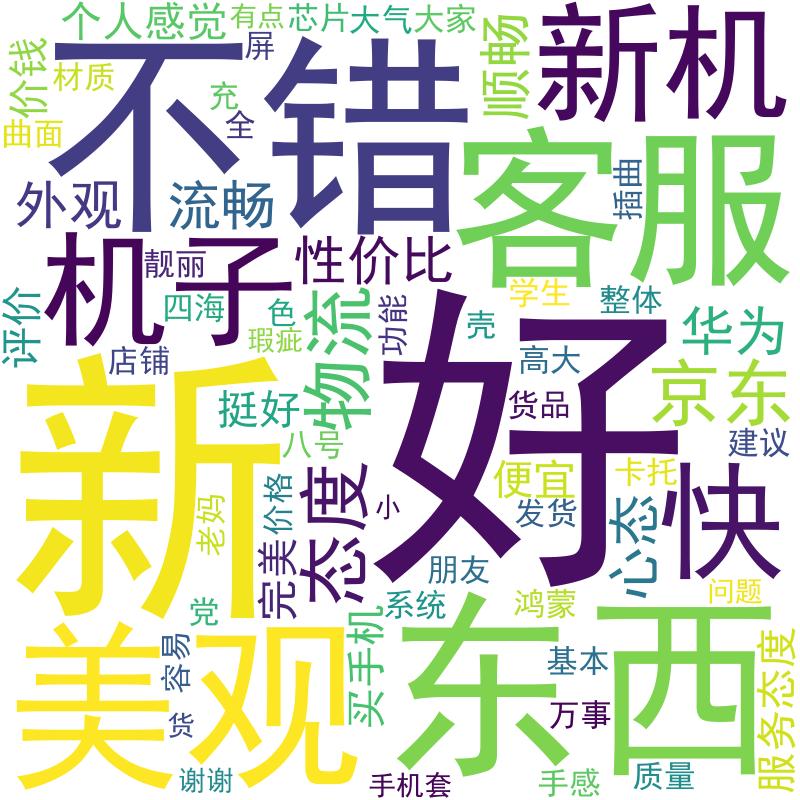 个人感觉
有点
芯片
大气
大家
顺畅
新机
价钱
材质
屏
不错
充
全
曲面
客服
插曲
外观
流畅
机子
靓丽
性价比
学生
整体
评价
四海
色
物流
功能
壳
华为
瑕疵
店铺
好
高大
京东
挺好
货品
建议
新
八号
态度
便宜
卡托
快
老妈
价格
完美
小
发货
心态
朋友
问题
党
系统
鸿蒙
美观
容易
买手机
东西
基本
服务态度
货
万事
谢谢
手机套
手感
质量